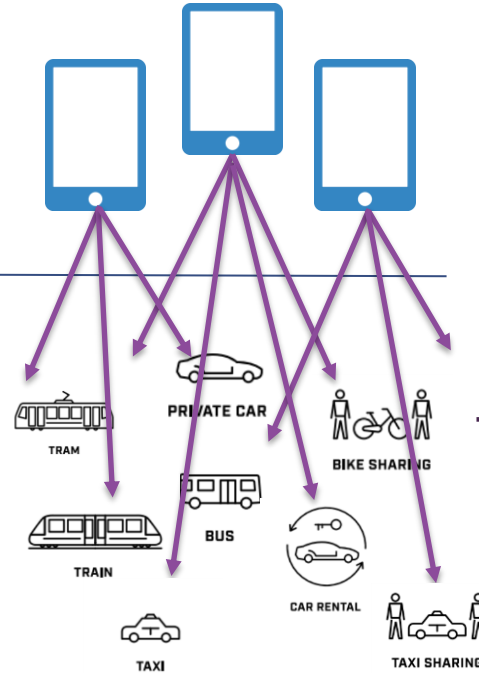 PRIVATE CAR
TRAM
BIKE SHARING
BUS
TRAIN
CAR RENTAL
TAXI
TAXI SHARING